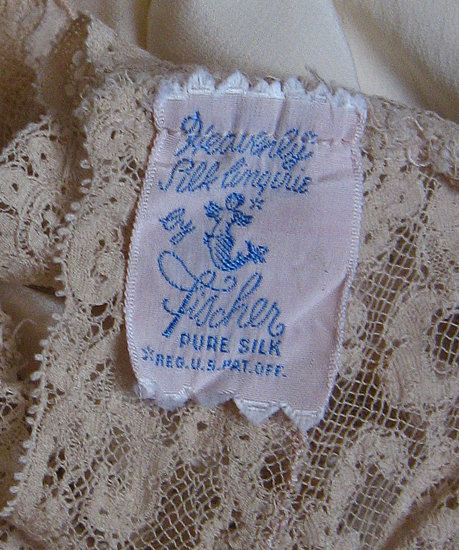 Heavenly*
Silk Lingerie
by *
Fischer
PURE SILK
*REG.U.S.PAT.OFF.